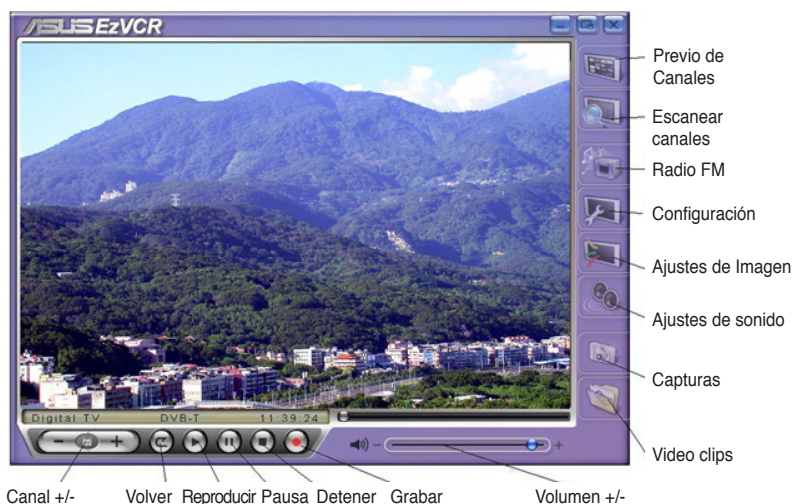 ASUS EzVCR
Previo de
Canales
Escanear
canales
Radio FM
Configuración
Ajustes de Imagen
Ajustes de sonido
Capturas
Video clips
Digital TV DVB-T 11:39:24
- +
- +
Canal +/- Volver Reproducir Pausa Detener Grabar Volumen +/-